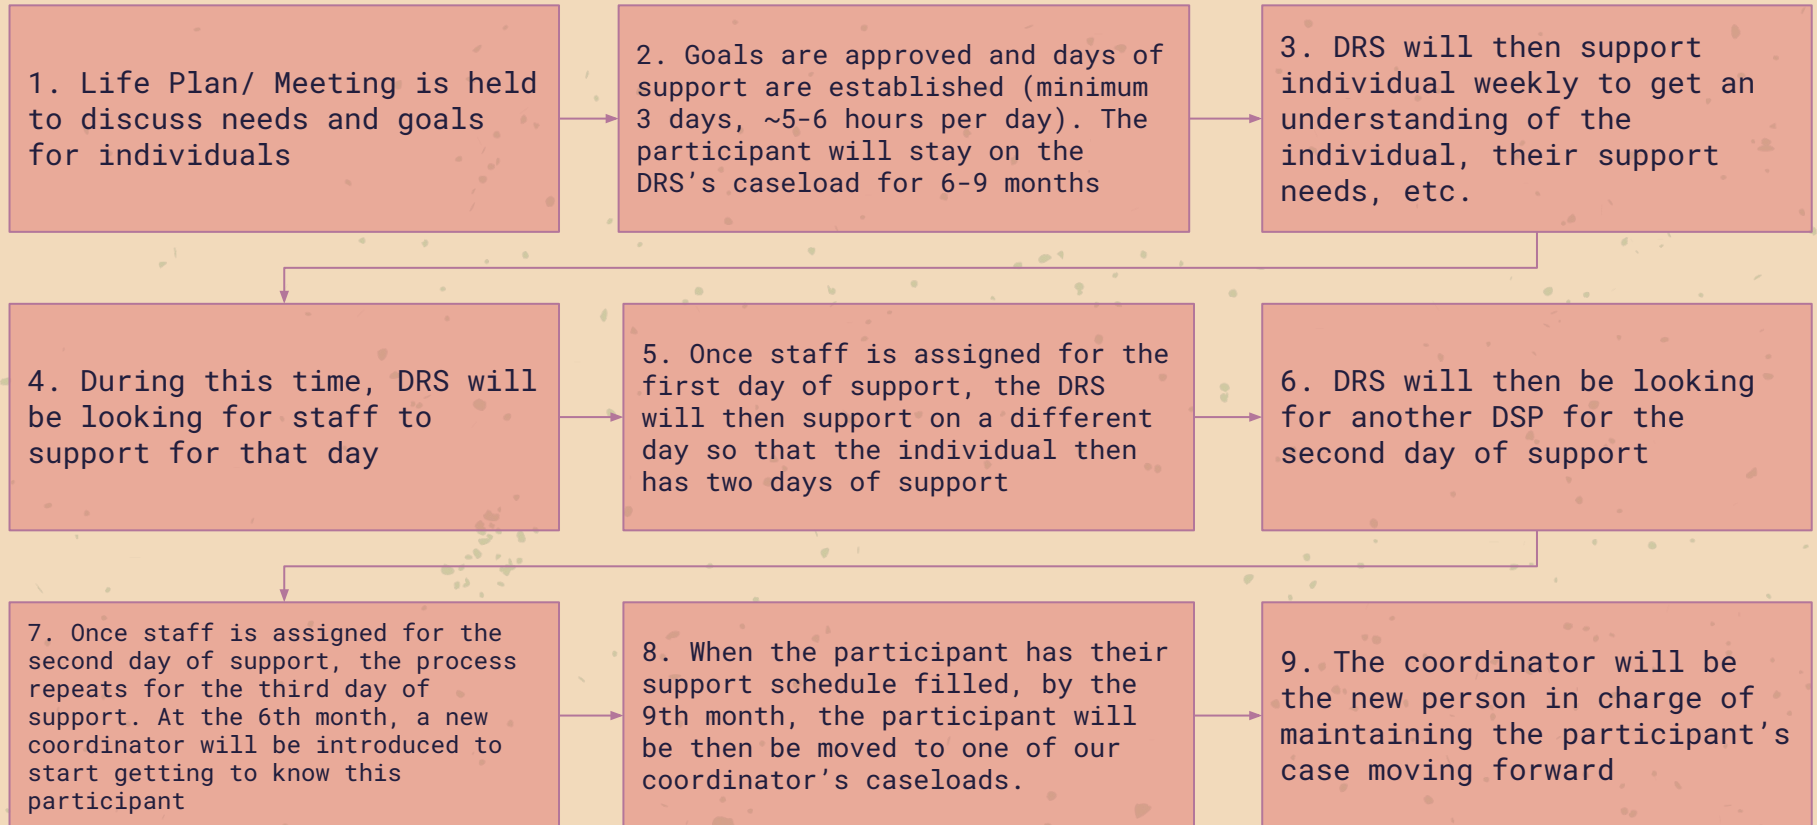 1. Life Plan/ Meeting is held
to discuss needs and goals
for individuals
2. Goals are approved and days of
support are established (minimum
3 days, ~5-6 hours per day). The
participant will stay on the
DRS’s caseload for 6-9 months
3. DRS will then support
individual weekly to get an
understanding of the
individual, their support
needs, etc.
4. During this time, DRS will
be looking for staff to
support for that day
5. Once staff is assigned for the
first day of support, the DRS
will then support on a different
day so that the individual then
has two days of support
6. DRS will then be looking
for another DSP for the
second day of support
7. Once staff is assigned for the
second day of support, the process
repeats for the third day of
support. At the 6th month, a new
coordinator will be introduced to
start getting to know this
participant
8. When the participant has their
support schedule filled, by the
9th month, the participant will
be then be moved to one of our
coordinator’s caseloads.
9. The coordinator will be
the new person in charge of
maintaining the participant’s
case moving forward